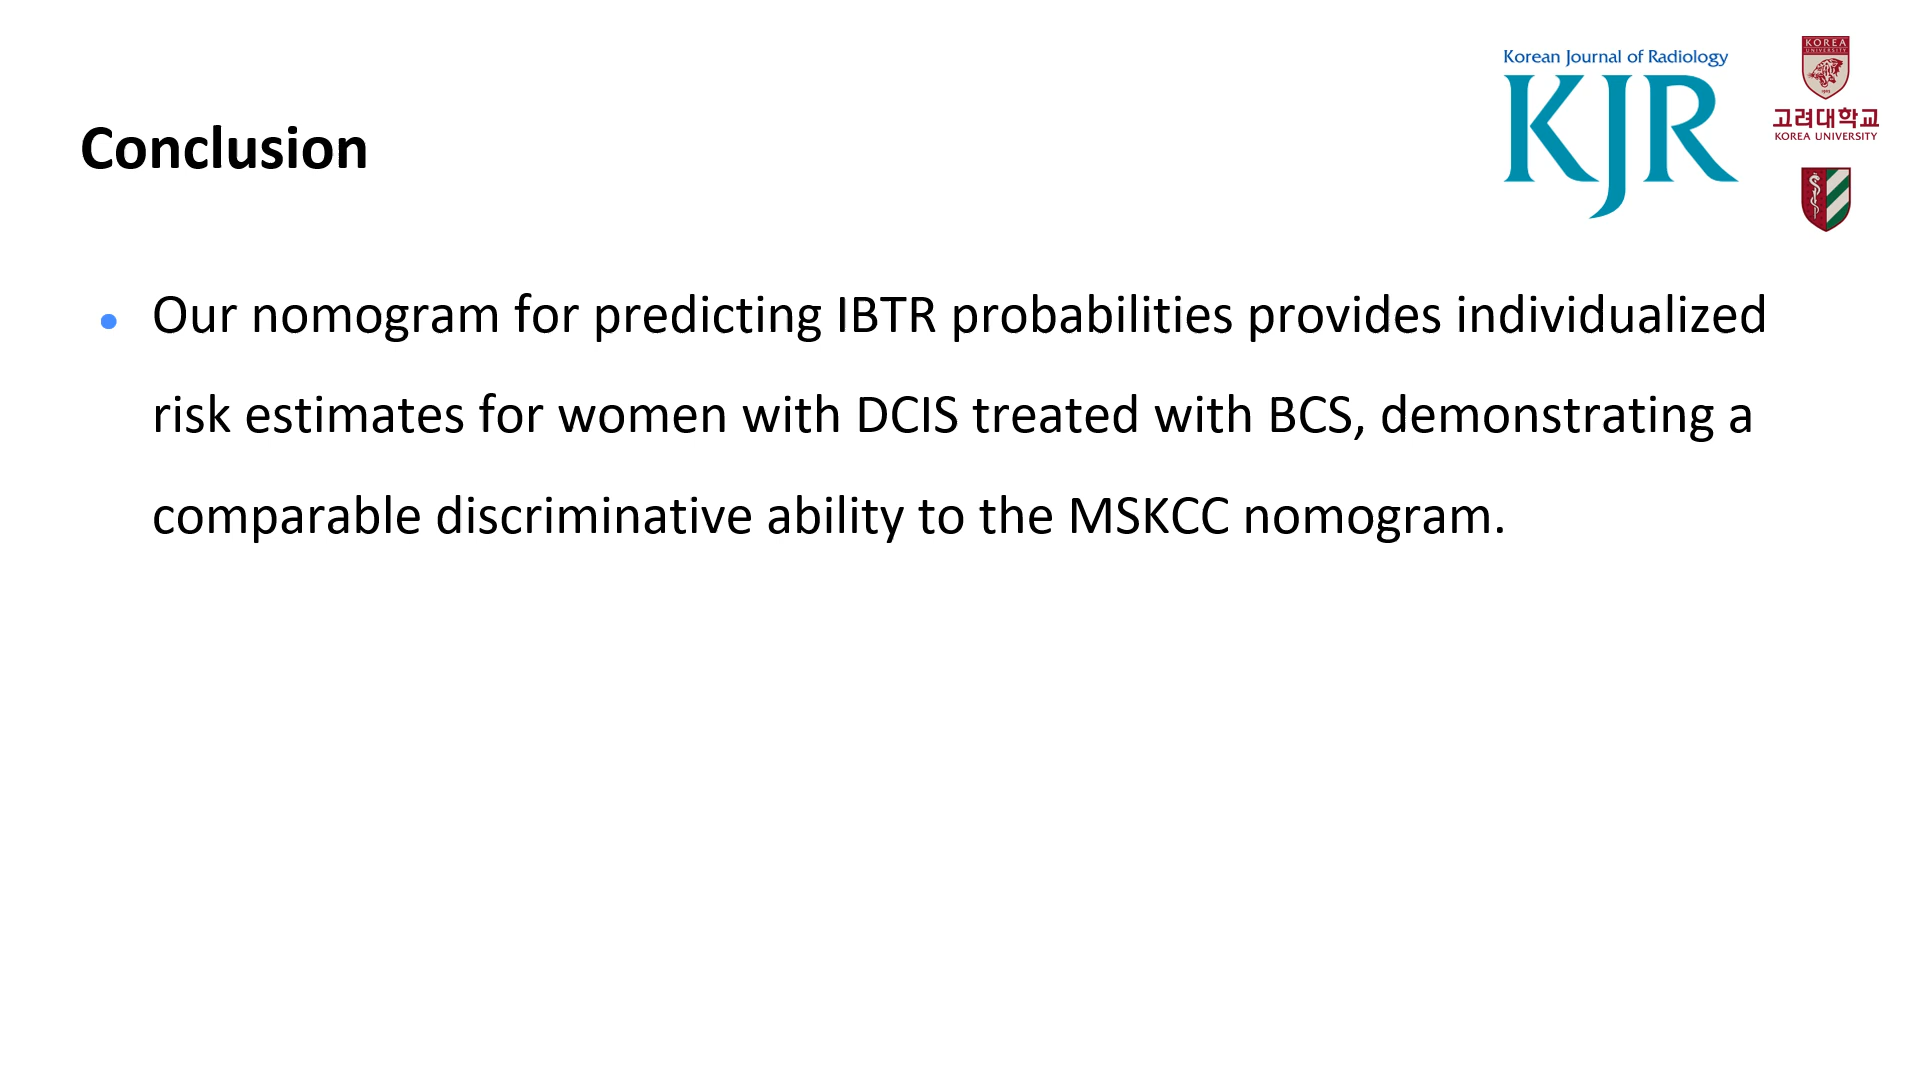 Korean Journal of Radiology
KJR
KOREA
UNIVERSITY
1905
고려대학교
KOREA UNIVERSITY
Conclusion
• Our nomogram for predicting IBTR probabilities provides individualized
risk estimates for women with DCIS treated with BCS, demonstrating a
comparable discriminative ability to the MSKCC nomogram.